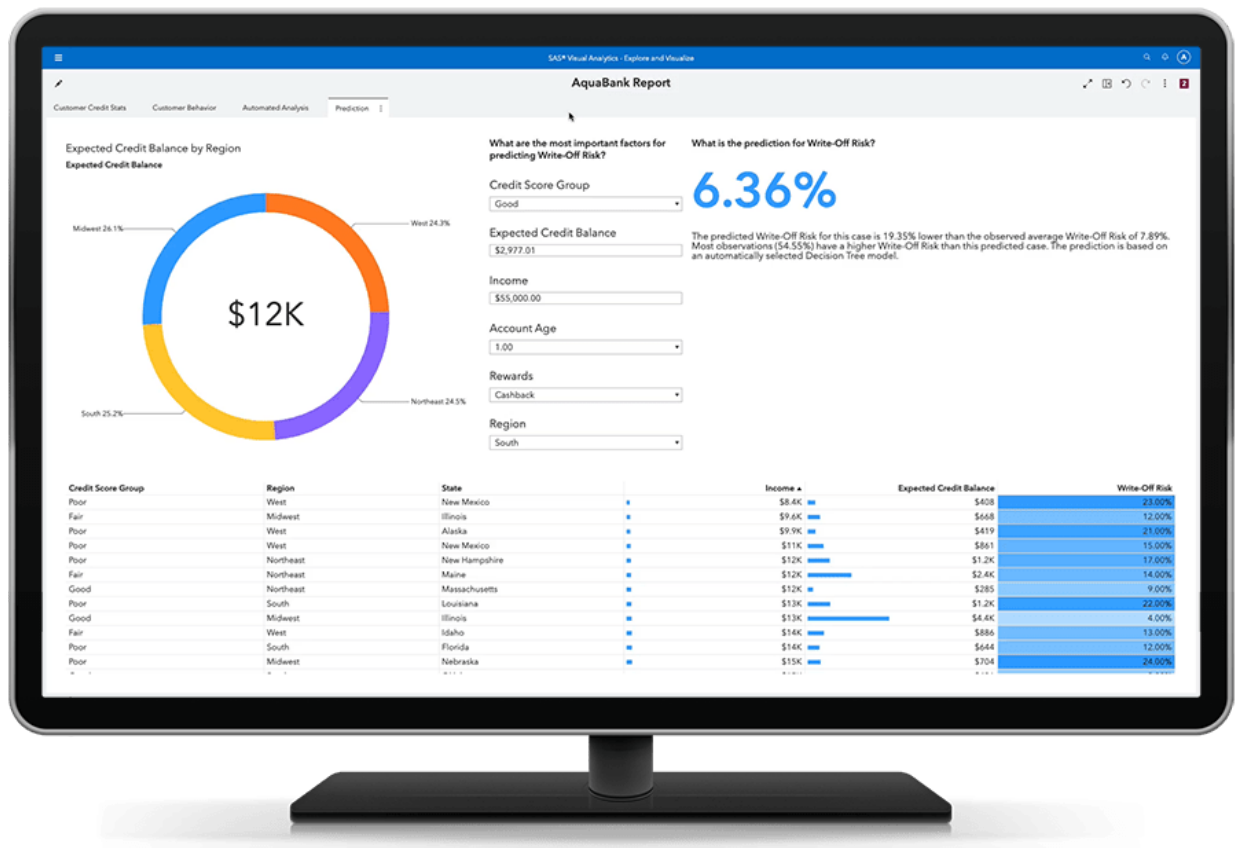 SAS® Visual Analytics - Explore and Visualize
A
AquaBank Report
2
Customer Credit Stats Customer Behavior Automated Analysis Prediction
Expected Credit Balance by Region
Expected Credit Balance
Midwest 26.1%
West 24.3%
$12K
South 25.2%
Northeast 24.5%
What are the most important factors for
predicting Write-Off Risk?
Credit Score Group
Good
Expected Credit Balance
$2,977.01
Income
$55,000.00
Account Age
1.00
Rewards
Cashback
Region
South
What is the prediction for Write-Off Risk?
6.36%
The predicted Write-Off Risk for this case is 19.35% lower than the observed average Write-Off Risk of 7.89%.
Most observations (54.55%) have a higher Write-Off Risk than this predicted case. The prediction is based on
an automatically selected Decision Tree model.
Credit Score Group Region State Income Expected Credit Balance Write-Off Risk
Poor West New Mexico $8.4K $408 23.00%
Fair Midwest Illinois $9.6K $668 12.00%
Poor West Alaska $9.9K $419 21.00%
Poor West New Mexico $11K $861 15.00%
Poor Northeast New Hampshire $12K $1.2K 17.00%
Fair Northeast Maine $12K $2.4K 14.00%
Good Northeast Massachusetts $12K $285 9.00%
Poor South Louisiana $13K $1.2K 22.00%
Good Midwest Illinois $13K $4.4K 4.00%
Fair West Idaho $14K $886 13.00%
Poor South Florida $14K $644 12.00%
Poor Midwest Nebraska $15K $704 24.00%